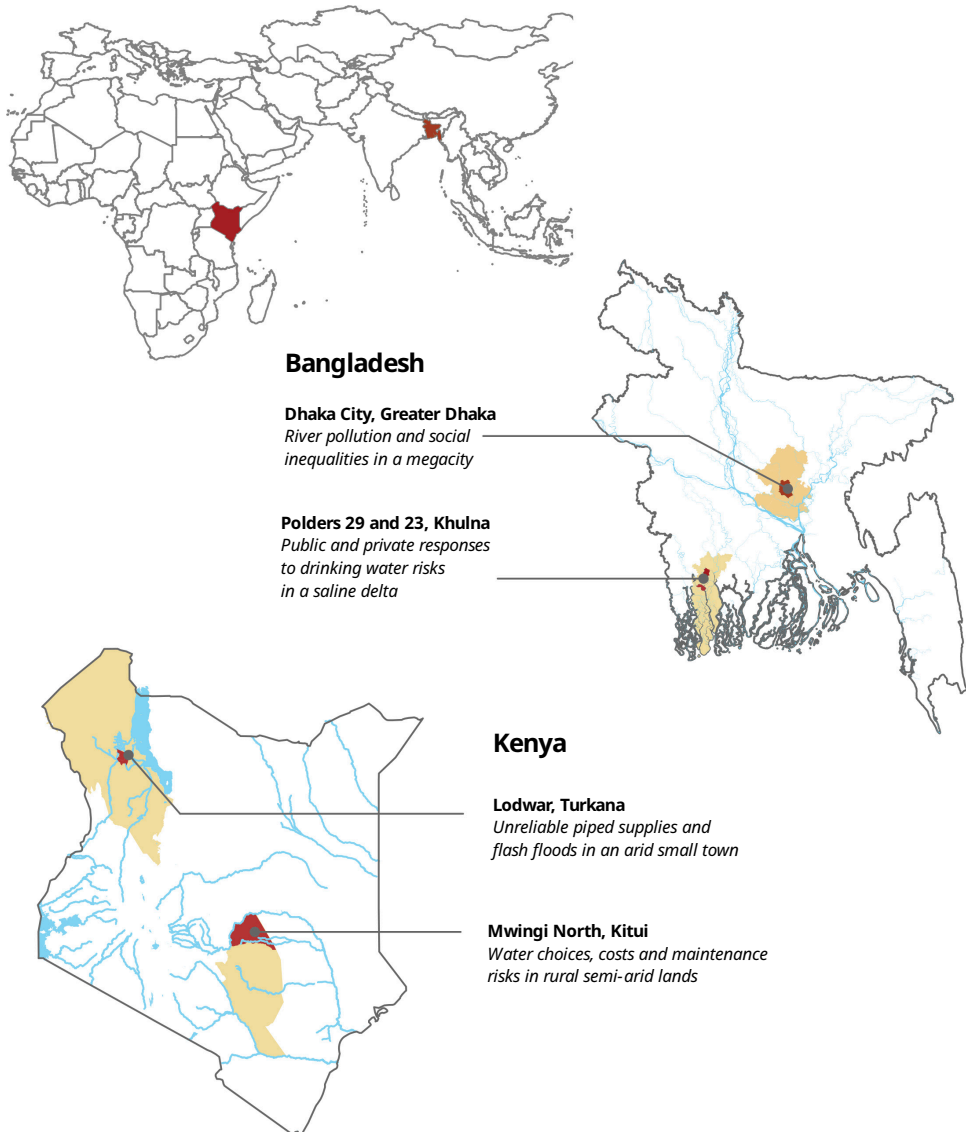 Bangladesh
Dhaka City, Greater Dhaka
River pollution and social
inequalities in a megacity
Polders 29 and 23, Khulna
Public and private responses
to drinking water risks
in a saline delta
Kenya
Lodwar, Turkana
Unreliable piped supplies and
flash floods in an arid small town
Mwingi North, Kitui
Water choices, costs and maintenance
risks in rural semi-arid lands